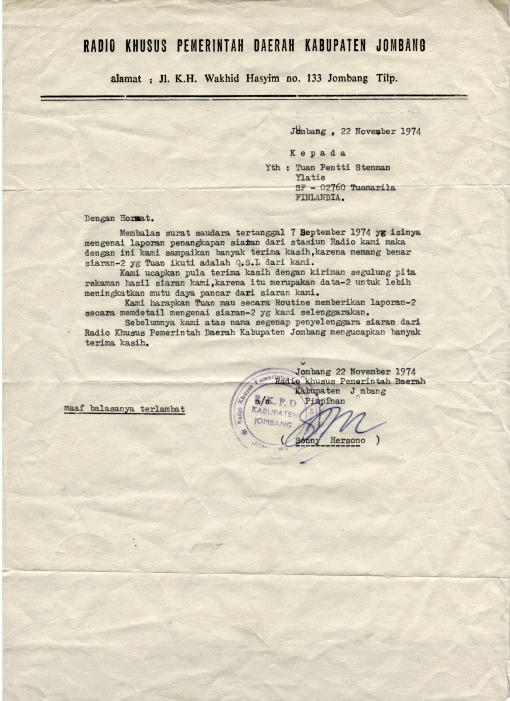 RADIO KHUSUS PEMERINTAH DAERAH KABUPATEN JOMBANG
alamat ; Jl. K.H. Wakhid Hasyim no. 133 Jombang Tilp.
Jombang , 22 November 1974
K e p a d a
Yth : Tuan Pentti Stenman
Ylatie
SF - 02760 Tuomarila
FINLANDIA.
Dengan Hormat.
Membalas surat saudara tertanggal 7 September 1974 yg isinya
mengenai laporan penangkapan siaran dari stasiun Radio kami maka
dengan ini kami sampaikan banyak terima kasih,karena memang benar
siaran-2 yg Tuan ikuti adalah Q.S.L dari kami.
Kami ucapkan pula terima kasih dengan kiriman segulung pita
rekaman hasil siaran kami,karena itu merupakan data-2 untuk lebih
meningkatkan mutu daya pancar dari siaran kami.
Kami harapkan Tuan mau secara Routine memberikan laporan-2
secara memdetail mengenai siaran-2 yg kami selenggarakan.
Sebelumnya kami atas nama segenap penyelenggara siaran dari
Radio Khusus Pemerintah Daerah Kabupaten Jombang mengucapkan banyak
terima kasih.
Jombang 22 November 1974
Radio khusus Pemerintah Daerah
Kabupaten J mbang
Pimpinan
Radio Khusus Pemerin
K. P. D
KABUPATEN
JOMBANG
maaf balasanya terlambat
( Sonny Hersono )